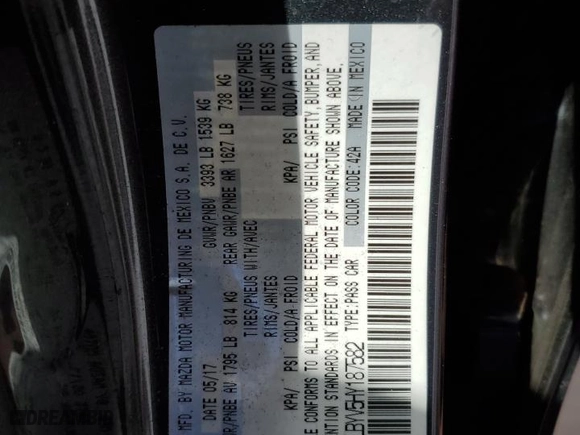 MFD. BY MAZDA MOTOR MANUFACTURING DE MEXICO S.A. DE C.V.
DATE 05/17 GVWR/PNBV 3393 LB 1539 KG
/PNBE AV 1795 LB 814 KG REAR GAWR/PNBE AR 1627 LB 738 KG
TIRES/PNEUS WITH/AVEC TIRES/PNEUS
RIMS/JANTES RIMS/JANTES
KPA/ PSI COLD/A FROID KPA/ PSI COLD/A FROID
TO ALL APPLICABLE FEDERAL MOTOR VEHICLE SAFETY, BUMPER, AND
TION STANDARDS IN EFFECT ON THE DATE OF MANUFACTURE SHOWN ABOVE.
LBVV5HY187582 TYPE:PASS CAR COLOR CODE:42A MADE IN MEXICO
DREAMBID